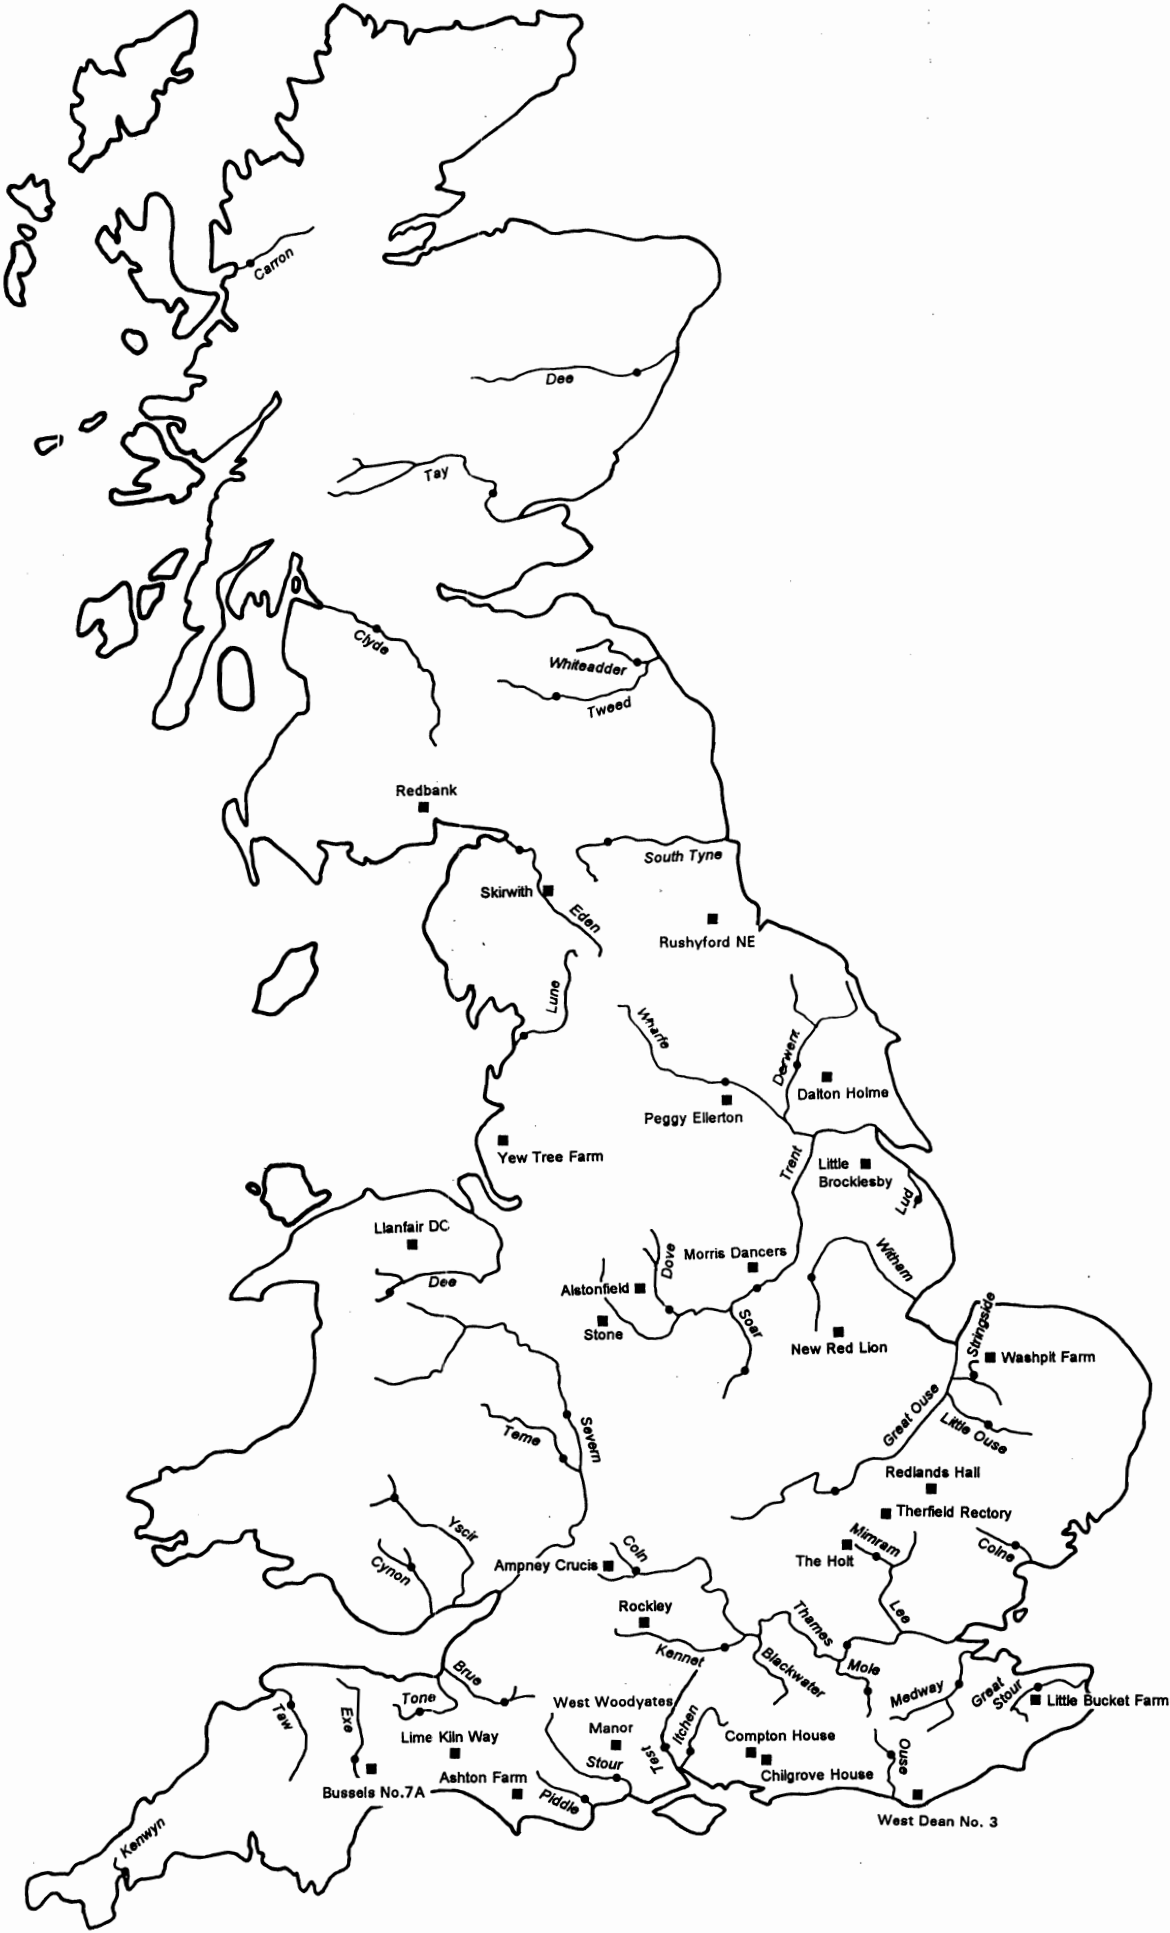 Carron
Dee
Tay
Clyde
Whiteadder
Tweed
Redbank
South Tyne
Skirwith
Eden
Rushyford NE
Lune
Wharfe
Derwent
Dalton Holme
Peggy Ellerton
Yew Tree Farm
Trent
Little
Brocklesby
Lud
Llanfair DC
Dee
Dove
Morris Dancers
Witham
Alstonfield
Stone
Soar
New Red Lion
Stringside
Washpit Farm
Great Ouse
Little Ouse
Severn
Teme
Redlands Hall
Therfield Rectory
Yscir
Cynon
Ampney Crucis
Coln
The Holt
Mimram
Colne
Lee
Rockley
Kennet
Thames
Blackwater
Mole
Medway
Great
Stour
Little Bucket Farm
Brue
Tone
Taw
Exe
West Woodyates
Manor
Stour
Test
Itchen
Lime Kiln Way
Compton House
Chilgrove House
Ouse
Ashton Farm
Bussels No.7A
Piddle
West Dean No. 3
Kenwyn